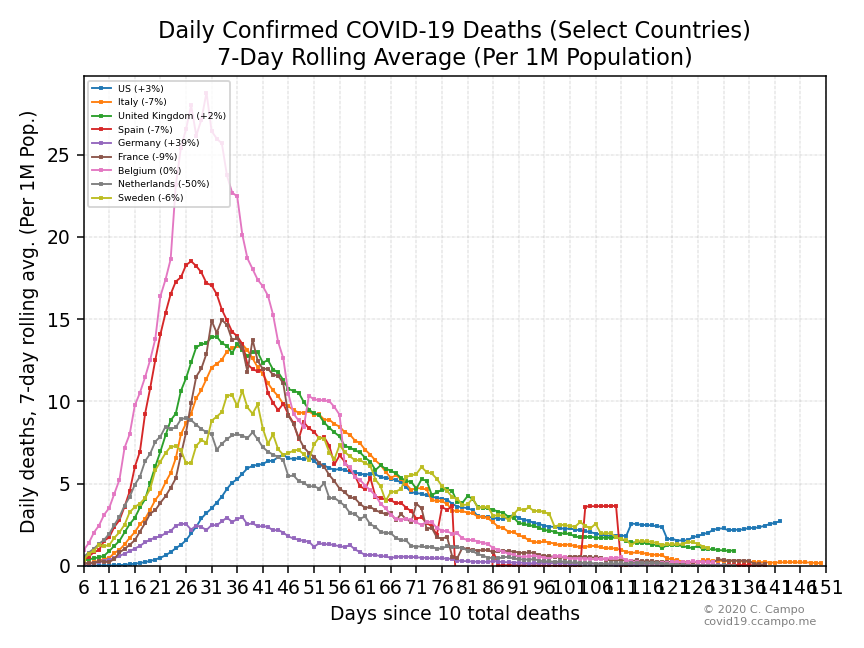 Daily Confirmed COVID-19 Deaths (Select Countries)
7-Day Rolling Average (Per 1M Population)
Daily deaths, 7-day rolling avg. (Per 1M Pop.)
25
20
15
10
5
0
US (+3%)
Italy (-7%)
United Kingdom (+2%)
Spain (-7%)
Germany (+39%)
France (-9%)
Belgium (0%)
Netherlands (-50%)
Sweden (-6%)
6 11 16 21 26 31 36 41 46 51 56 61 66 71 76 81 86 91 96 101 106 111 116 121 126 131 136 141 146 151
Days since 10 total deaths
© 2020 C. Campo
covid19.ccampo.me